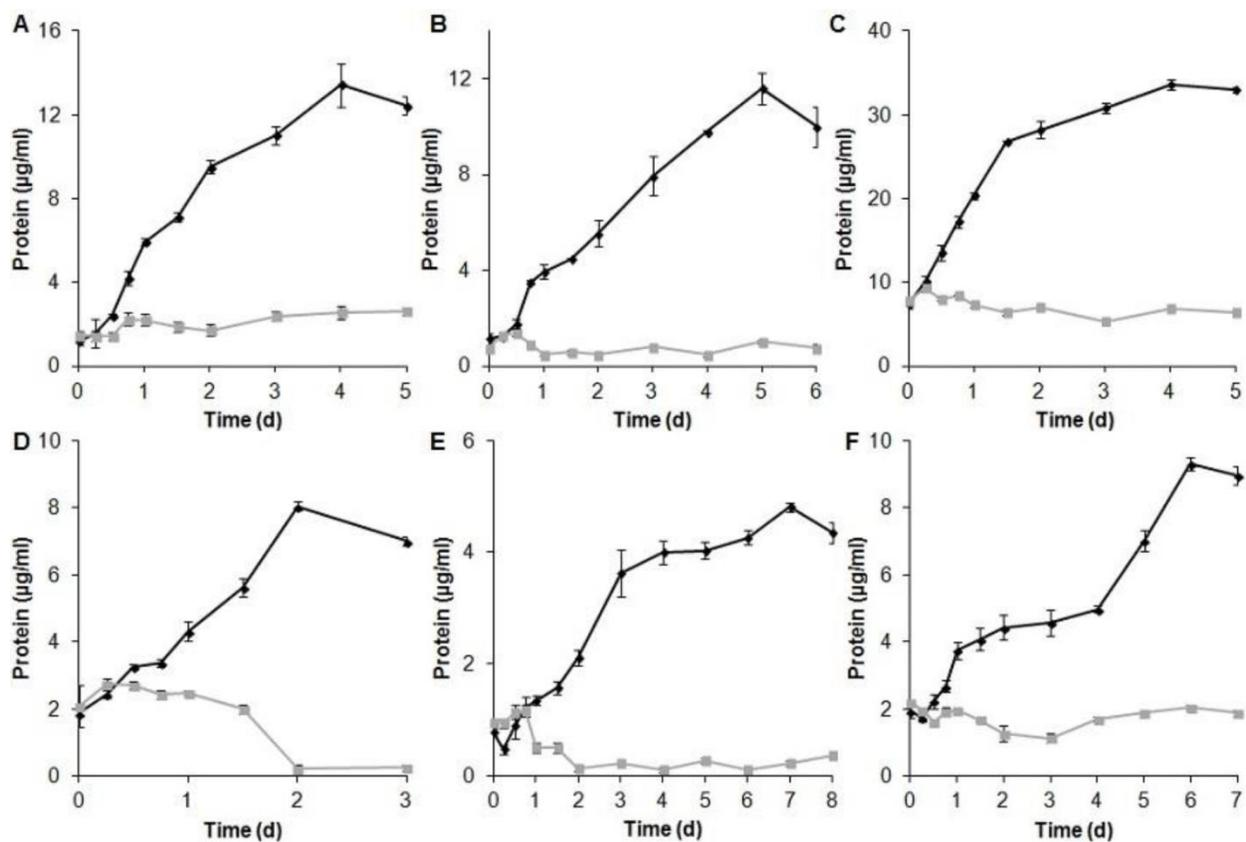 A
Protein (µg/ml)
16
12
8
4
0
0 1 2 3 4 5
Time (d)
B
Protein (µg/ml)
12
8
4
0
0 1 2 3 4 5 6
Time (d)
C
Protein (µg/ml)
40
30
20
10
0
0 1 2 3 4 5
Time (d)
D
Protein (µg/ml)
10
8
6
4
2
0
0 1 2 3
Time (d)
E
Protein (µg/ml)
6
4
2
0
0 1 2 3 4 5 6 7 8
Time (d)
F
Protein (µg/ml)
10
8
6
4
2
0
0 1 2 3 4 5 6 7
Time (d)